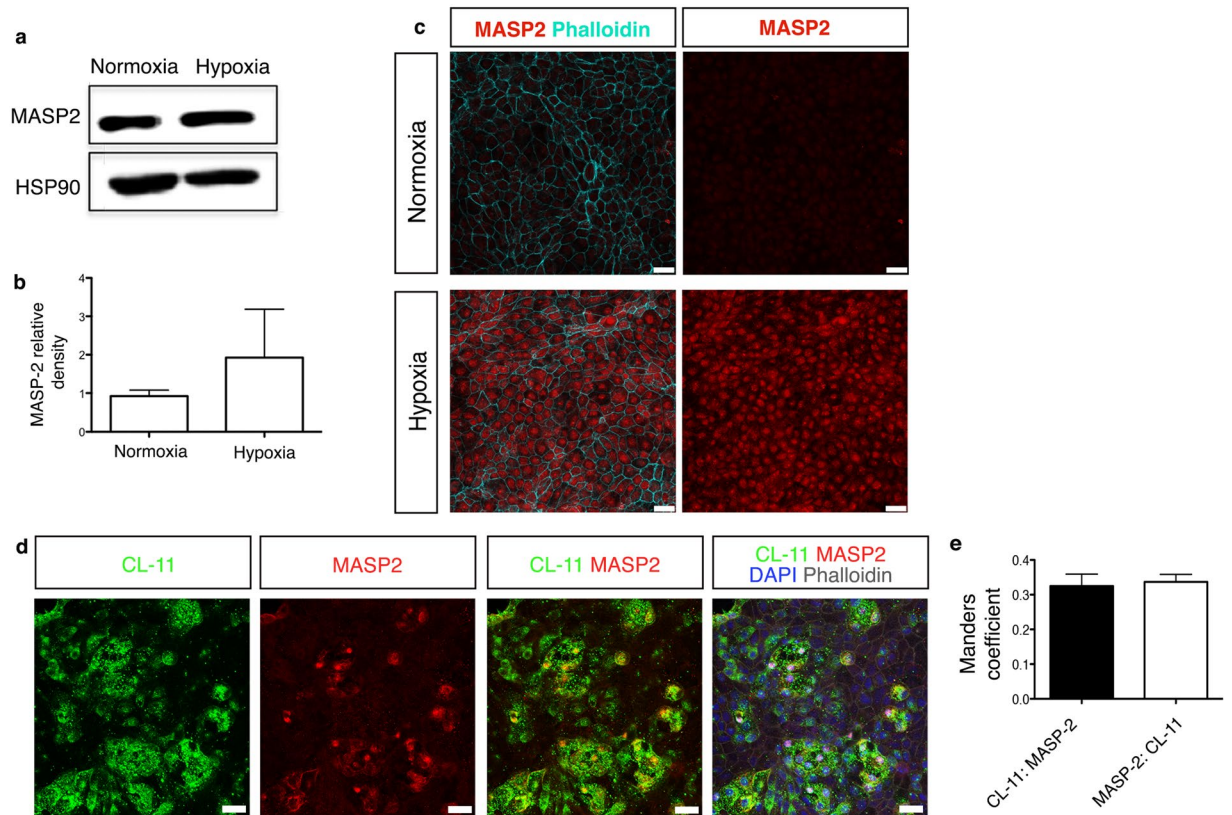 a
Normoxia Hypoxia
MASP2
HSP90
b
MASP-2 relative
density
4
3
2
1
0
Normoxia
Hypoxia
c
MASP2 Phalloidin
MASP2
Normoxia
Hypoxia
d
CL-11
MASP2
CL-11 MASP2
CL-11 MASP2
DAPI Phalloidin
e
Manders
coefficient
0.4
0.3
0.2
0.1
0.0
CL-11: MASP-2
MASP-2: CL-11